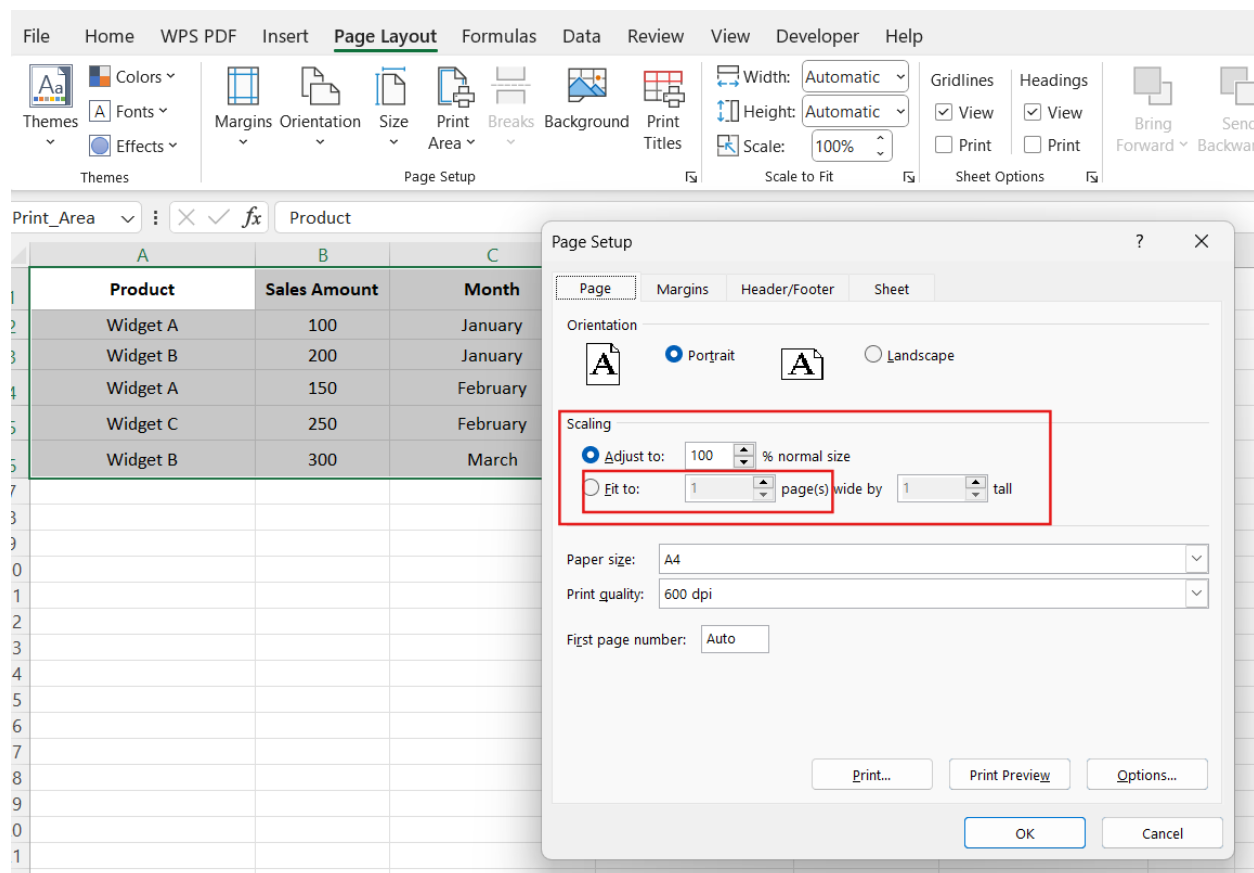 File Home WPS PDF Insert Page Layout Formulas Data Review View Developer Help
Aa Colors Width: Automatic Gridlines Headings
A Fonts Height: Automatic View View
Themes Margins Orientation Size Print Breaks Background Print Bring
Effects Area Titles Scale: 100% Print Print Forward
Themes Page Setup Scale to Fit Sheet Options
Print_Area fx Product
Page Setup ? X
A B C
Page Margins Header/Footer Sheet
Product Sales Amount Month
Widget A 100 January
Widget B 200 January
Widget A 150 February
Widget C 250 February
Widget B 300 March
Orientation
A Portrait A Landscape
Scaling
Adjust to: 100 % normal size
Fit to: 1 page(s) wide by 1 tall
Paper size: A4
Print quality: 600 dpi
First page number: Auto
Print... Print Preview Options...
OK Cancel